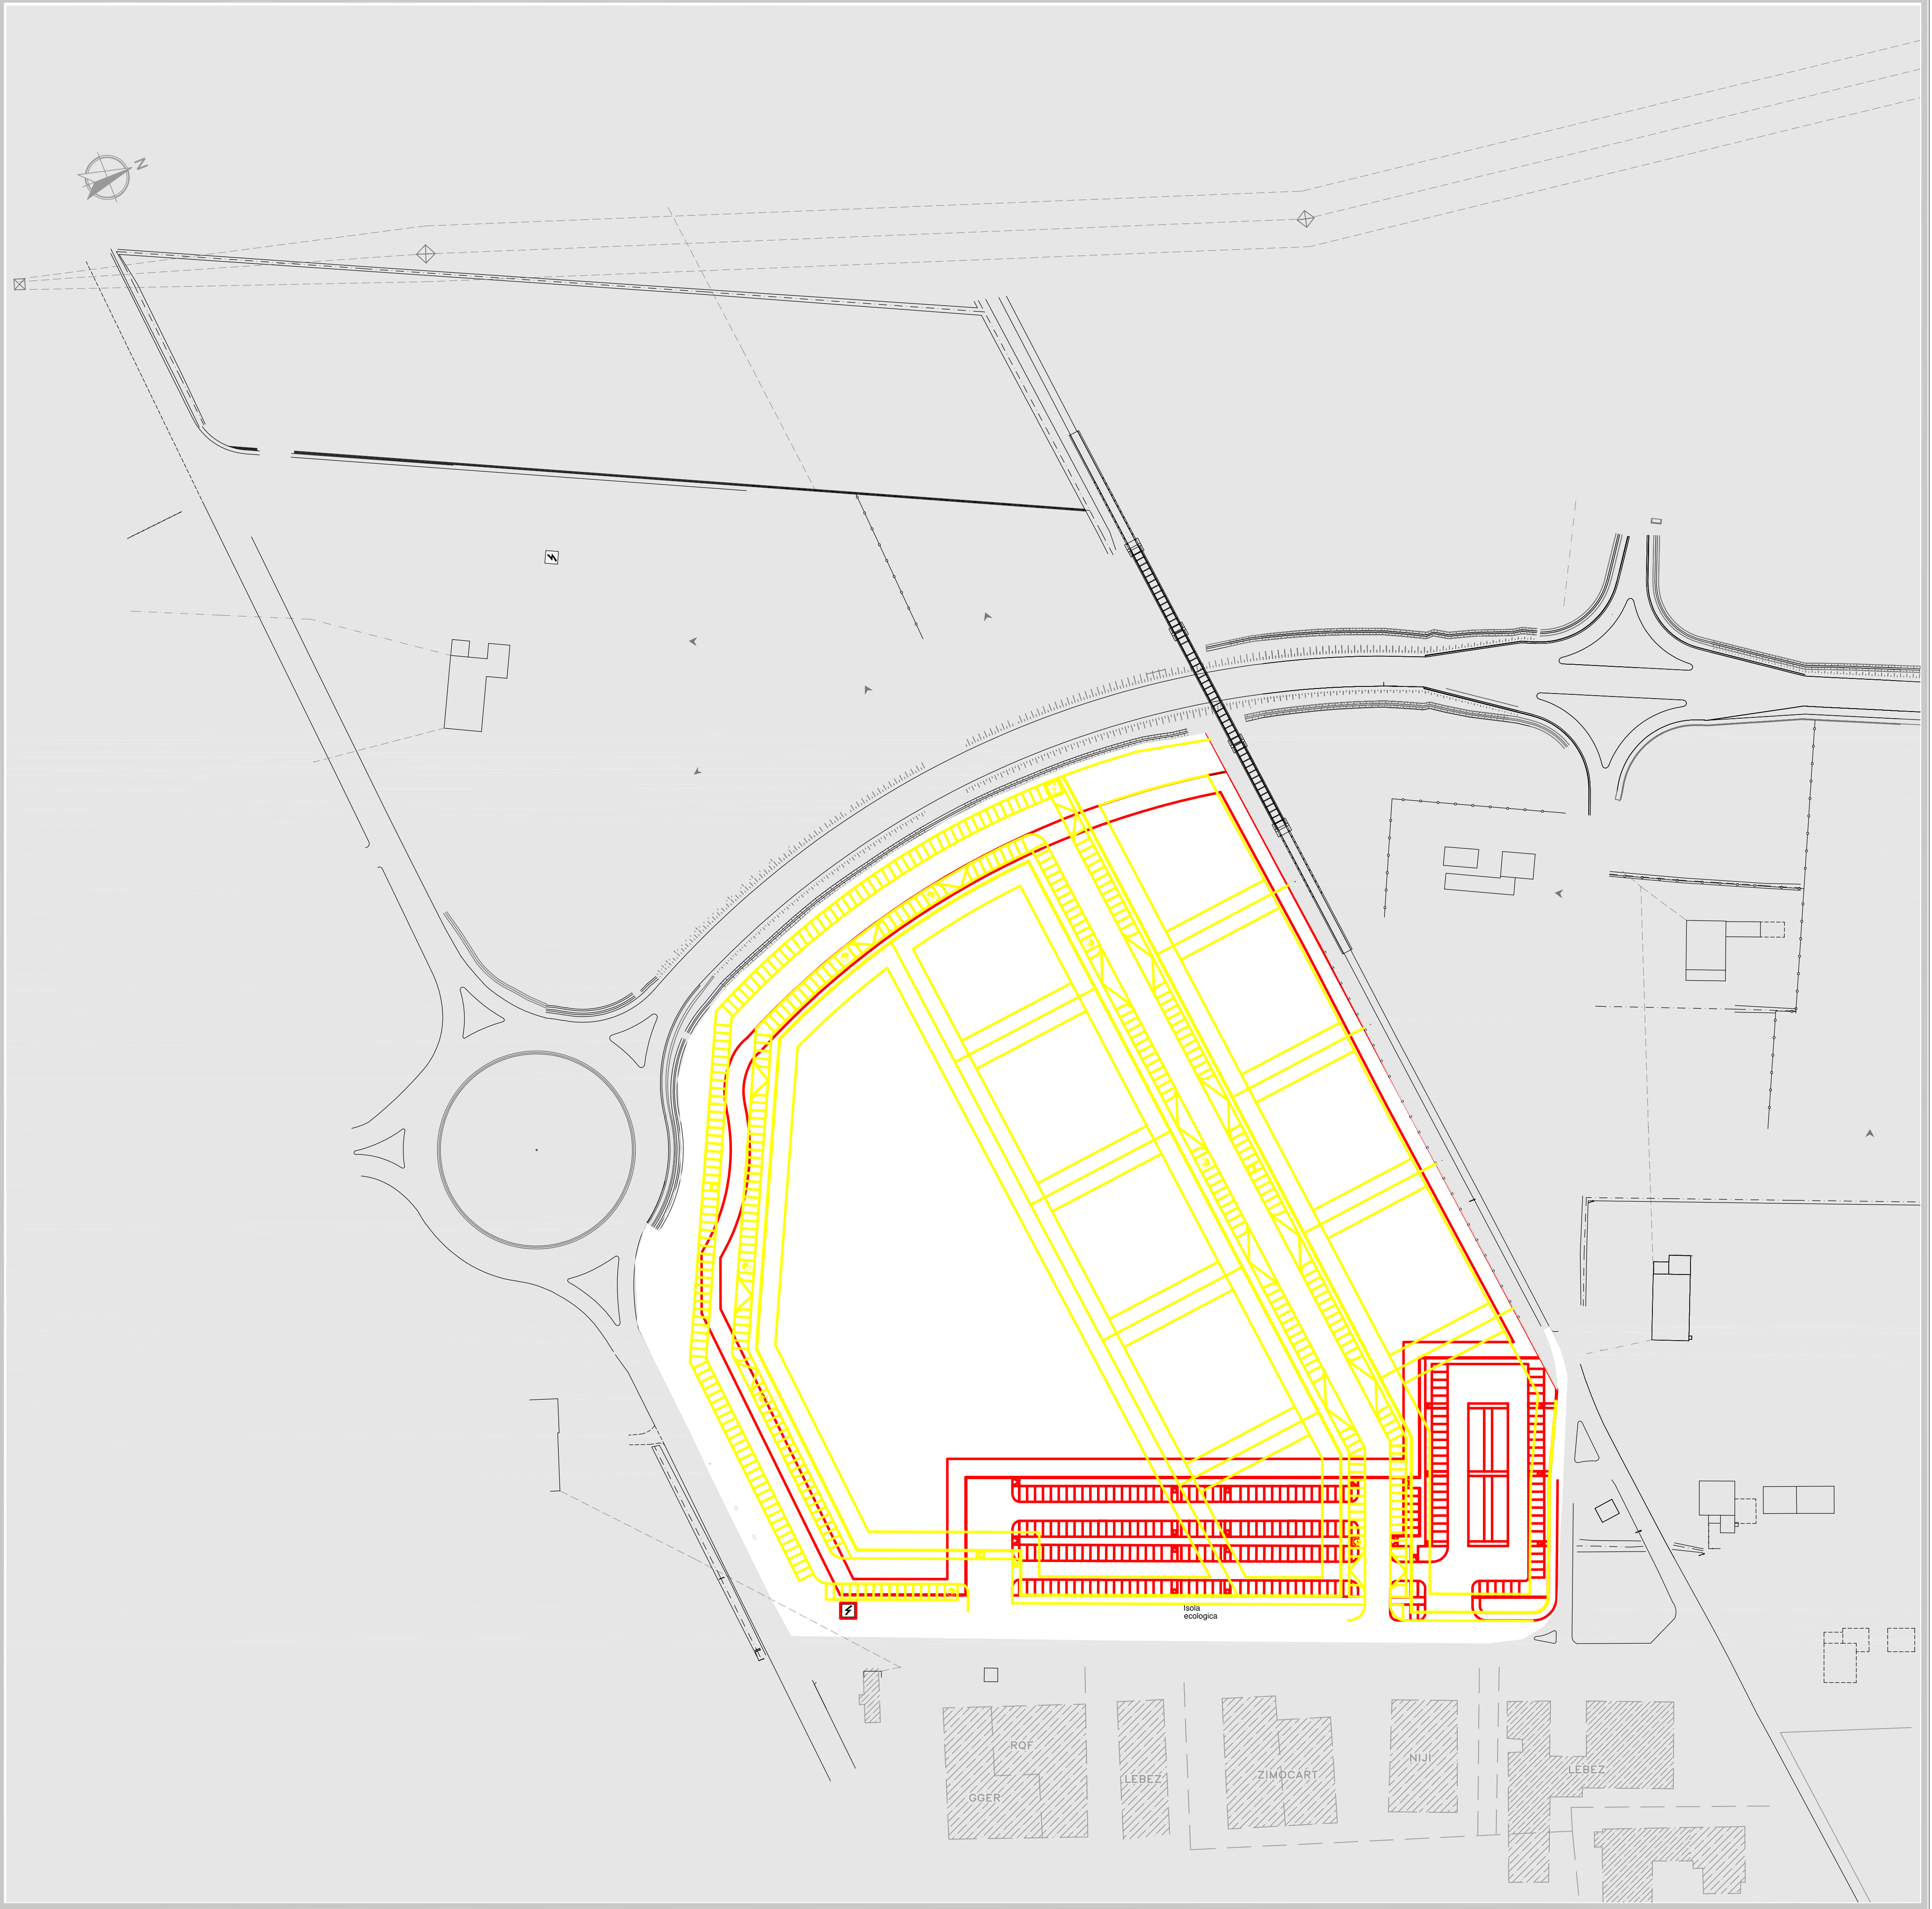 N
Isola
ecologica
RQF
GGER
LEBEZ
ZIMOCART
NIJI
LEBEZ